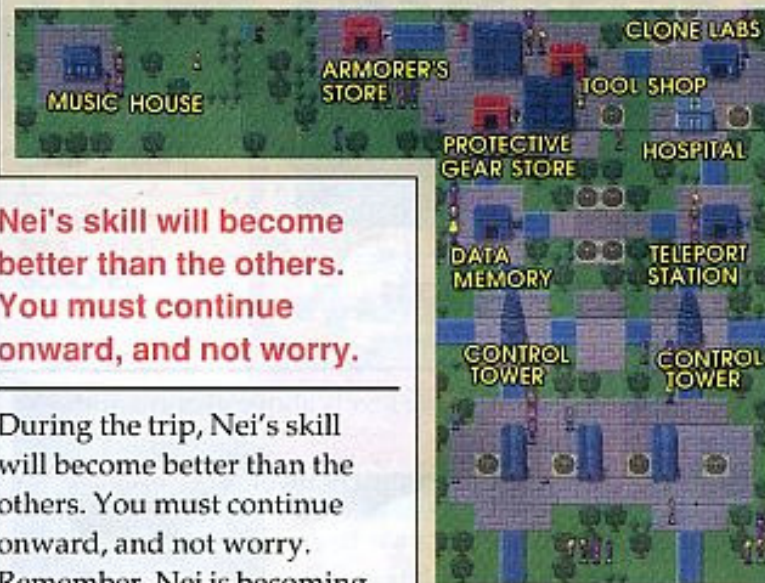 CLONE LABS
ARMORER'S
STORE
TOOL SHOP
MUSIC HOUSE
PROTECTIVE
GEAR STORE
HOSPITAL
DATA
MEMORY
TELEPORT
STATION
CONTROL
TOWER
CONTROL
TOWER
Nei's skill will become
better than the others.
You must continue
onward, and not worry.
During the trip, Nei's skill
will become better than the
others. You must continue
onward, and not worry.
Remember, Nei is becoming